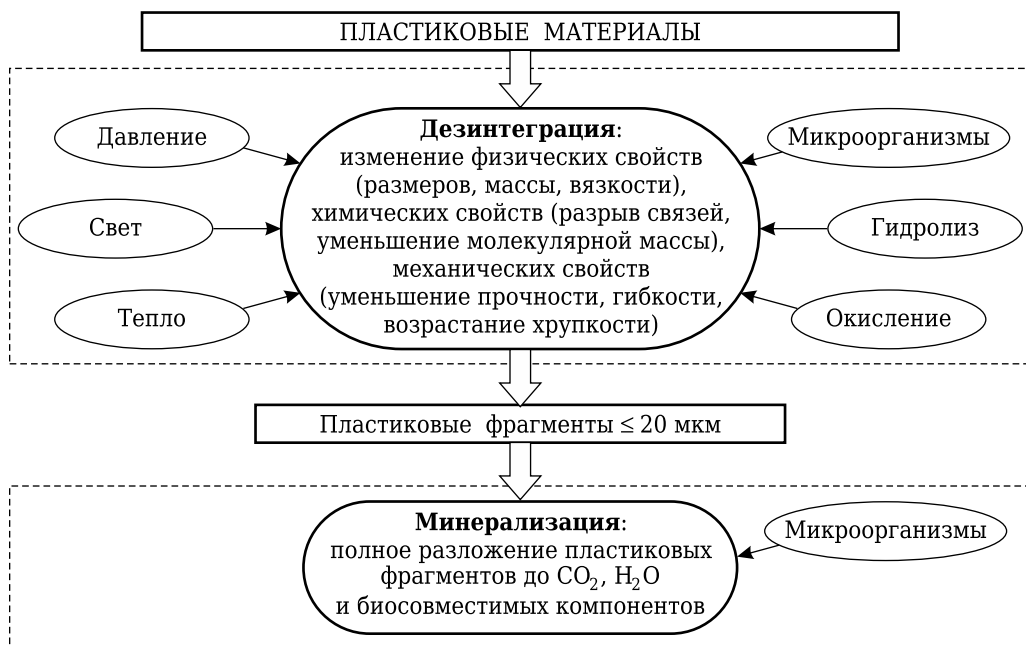 ПЛАСТИКОВЫЕ МАТЕРИАЛЫ
Давление
Свет
Тепло
Дезинтеграция:
изменение физических свойств
(размеров, массы, вязкости),
химических свойств (разрыв связей,
уменьшение молекулярной массы),
механических свойств
(уменьшение прочности, гибкости,
возрастание хрупкости)
Микроорганизмы
Гидролиз
Окисление
Пластиковые фрагменты ≤ 20 мкм
Минерализация:
полное разложение пластиковых
фрагментов до CO₂, H₂O
и биосовместимых компонентов
Микроорганизмы